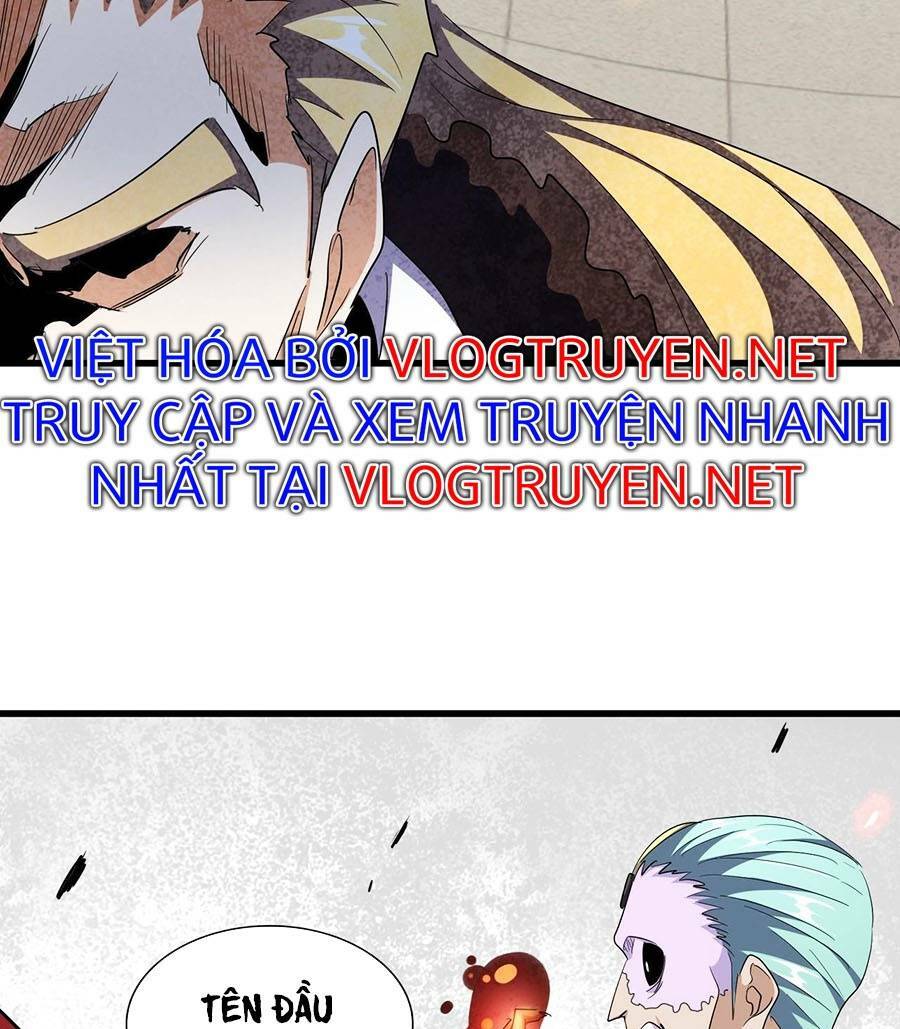 VIỆT HÓA BỞI VLOGTRUYEN.NET
TRUY CẬP VÀ XEM TRUYỆN NHANH
NHẤT TẠI VLOGTRUYEN.NET
TÊN ĐẦU